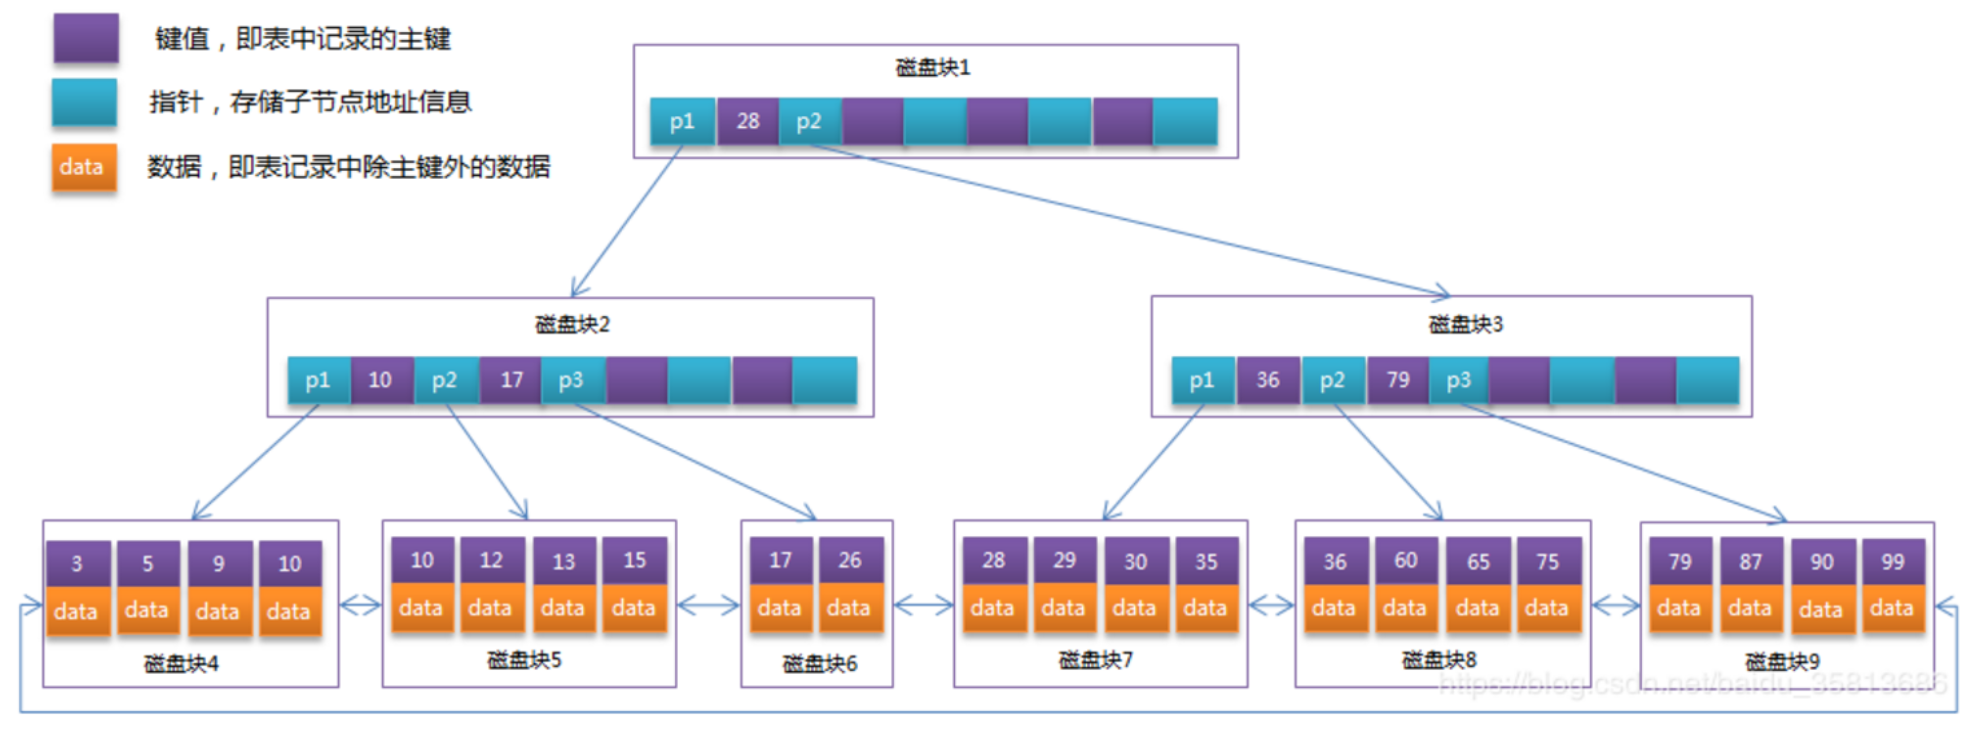 键值，即表中记录的主键
指针，存储子节点地址信息
data 数据，即表记录中除主键外的数据
磁盘块1
p1 28 p2
磁盘块2
p1 10 p2 17 p3
磁盘块3
p1 36 p2 79 p3
3 5 9 10
data data data data
磁盘块4
10 12 13 15
data data data data
磁盘块5
17 26
data data
磁盘块6
28 29 30 35
data data data data
磁盘块7
36 60 65 75
data data data data
磁盘块8
79 87 90 99
data data data data
磁盘块9
https://blog.csdn.net/baidu_35813686